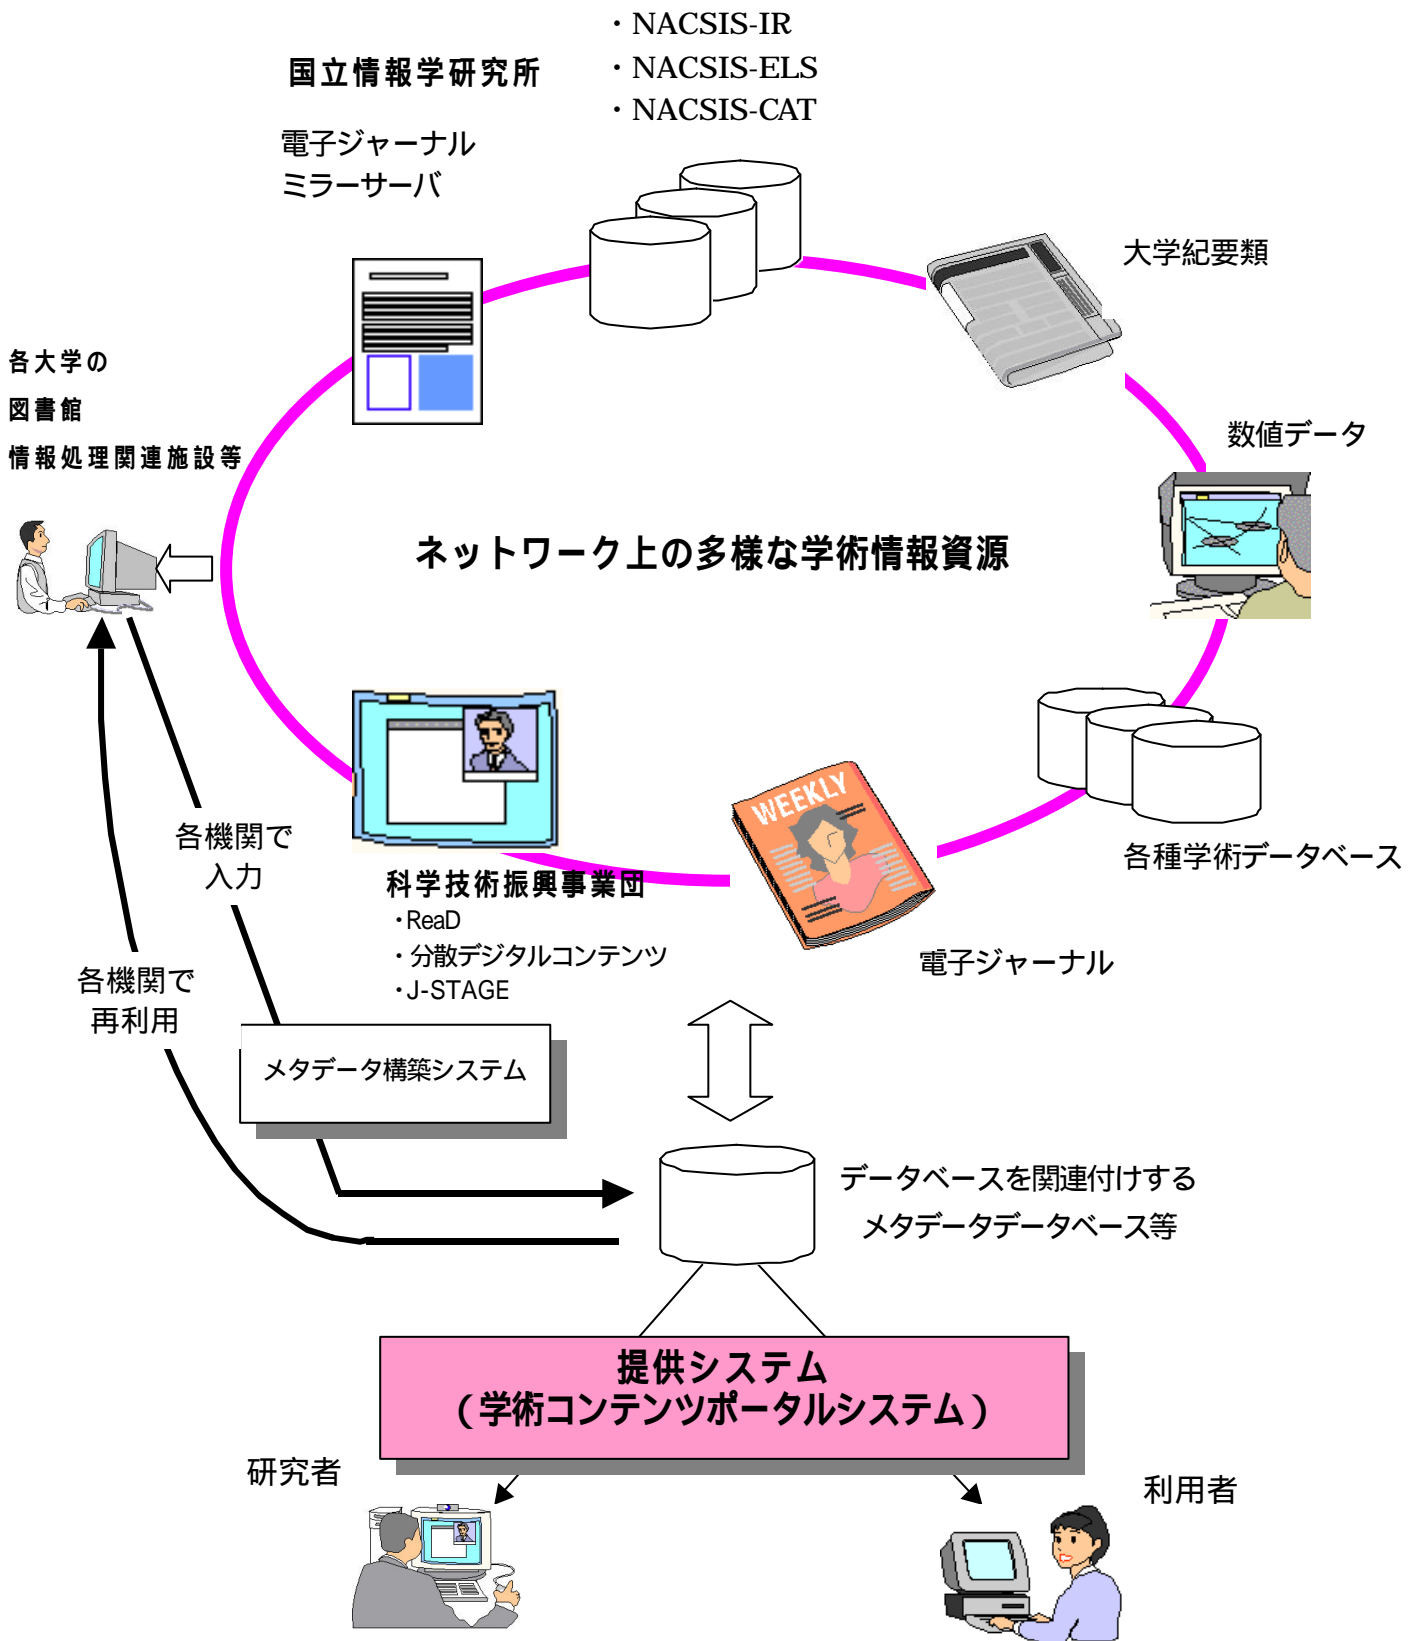 ・NACSIS-IR
国立情報学研究所
・NACSIS-ELS
・NACSIS-CAT
電子ジャーナル
ミラーサーバ
大学紀要類
各大学の
図書館
情報処理関連施設等
数値データ
ネットワーク上の多様な学術情報資源
WEEKLY
各機関で
入力
各種学術データベース
科学技術振興事業団
・ReaD
・分散デジタルコンテンツ
・J-STAGE
電子ジャーナル
各機関で
再利用
メタデータ構築システム
データベースを関連付けする
メタデータデータベース等
提供システム
（学術コンテンツポータルシステム）
研究者
利用者